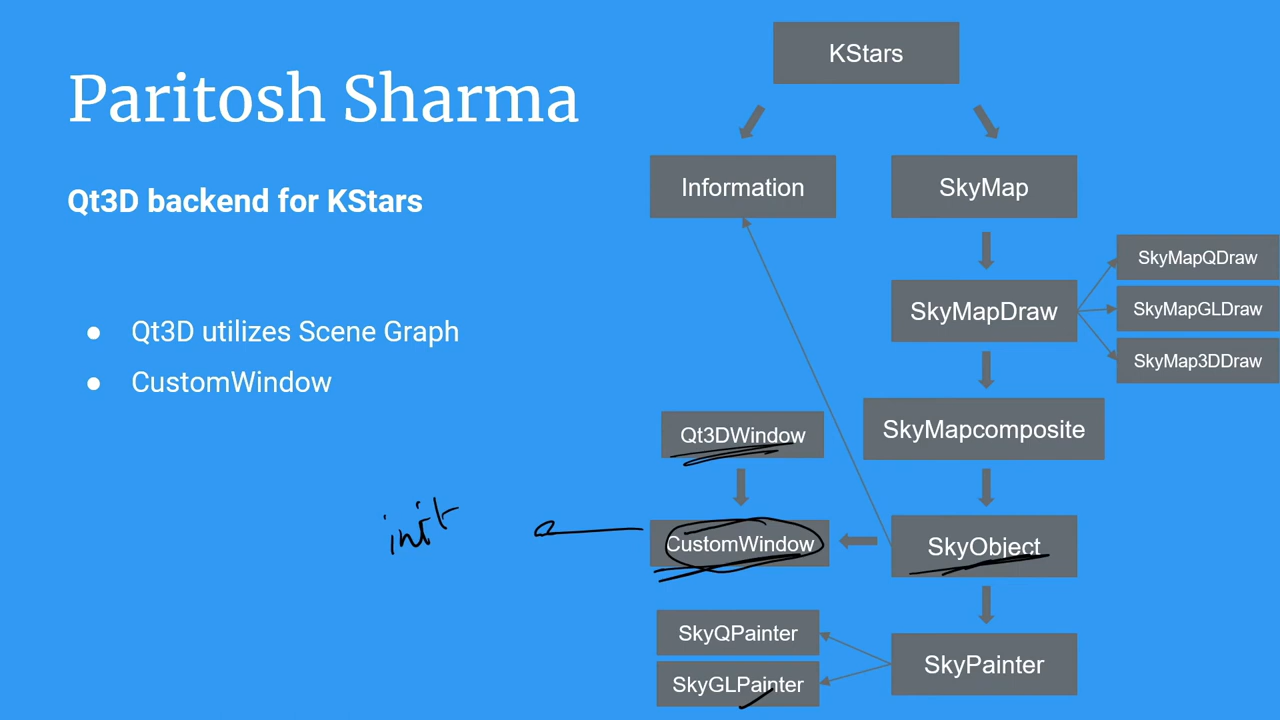 Paritosh Sharma
Qt3D backend for KStars
● Qt3D utilizes Scene Graph
● CustomWindow
init
KStars
Information
SkyMap
SkyMapDraw
SkyMapQDraw
SkyMapGLDraw
SkyMap3DDraw
SkyMapcomposite
Qt3DWindow
CustomWindow
SkyObject
SkyQPainter
SkyGLPainter
SkyPainter